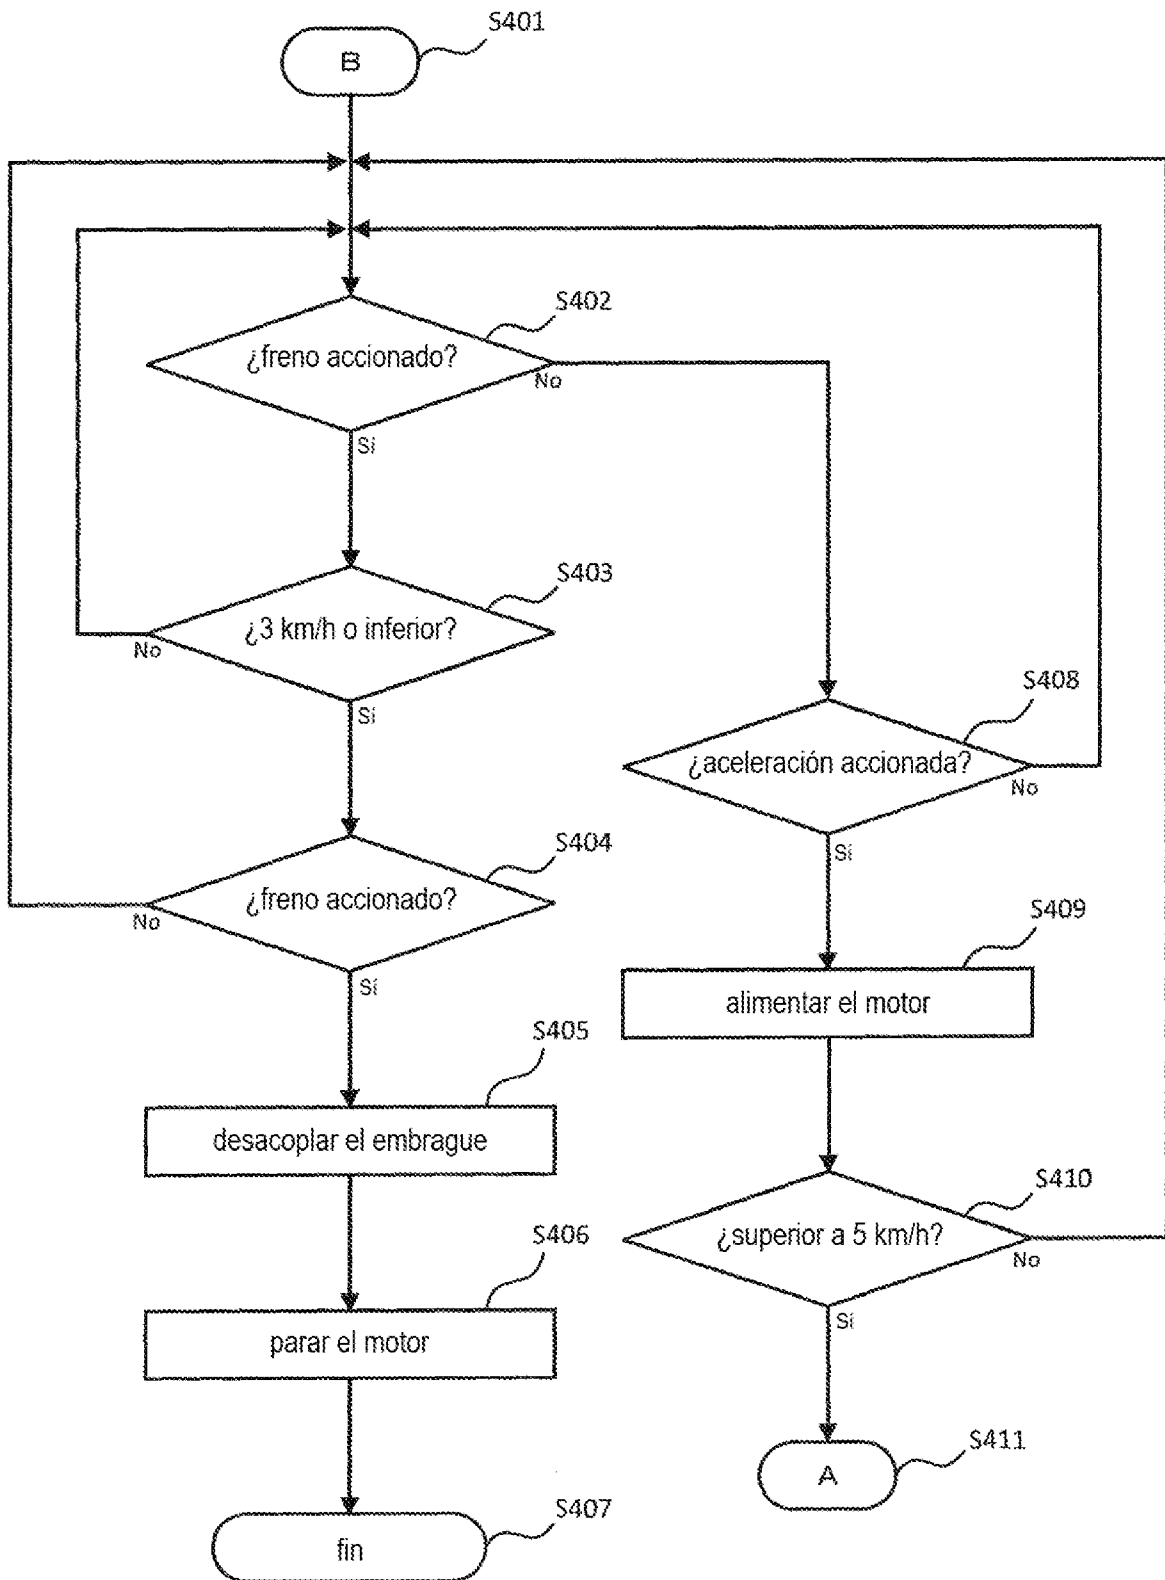 S401
B
S402
¿freno accionado?
No
Sí
S403
¿3 km/h o inferior?
No
Sí
S408
¿aceleración accionada?
No
Sí
S404
¿freno accionado?
No
Sí
S409
alimentar el motor
S405
desacoplar el embrague
S410
¿superior a 5 km/h?
No
Sí
S406
parar el motor
S411
A
S407
fin